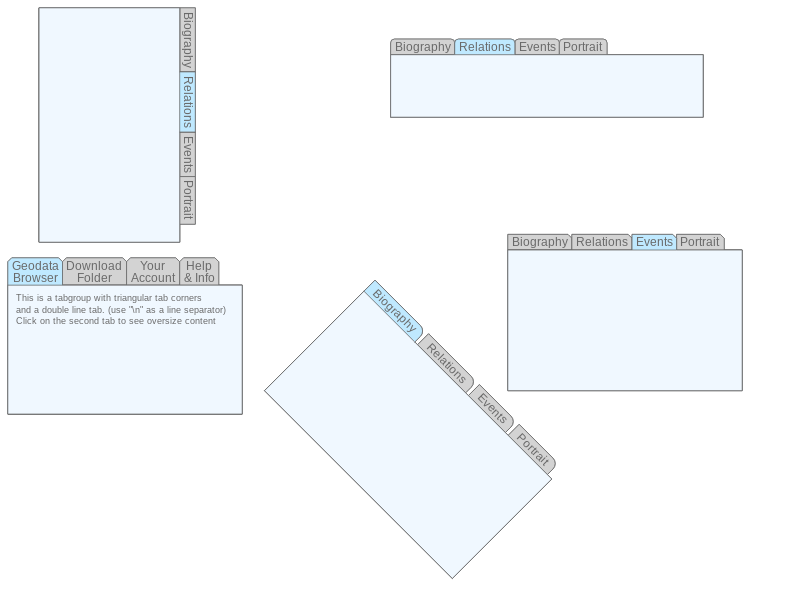 Biography
Relations
Events
Portrait
Biography Relations Events Portrait
Biography Relations Events Portrait
Geodata Download Your Help
Browser Folder Account & Info
This is a tabgroup with triangular tab corners
and a double line tab. (use "\n" as a line separator)
Click on the second tab to see oversize content
Biography
Relations
Events
Portrait